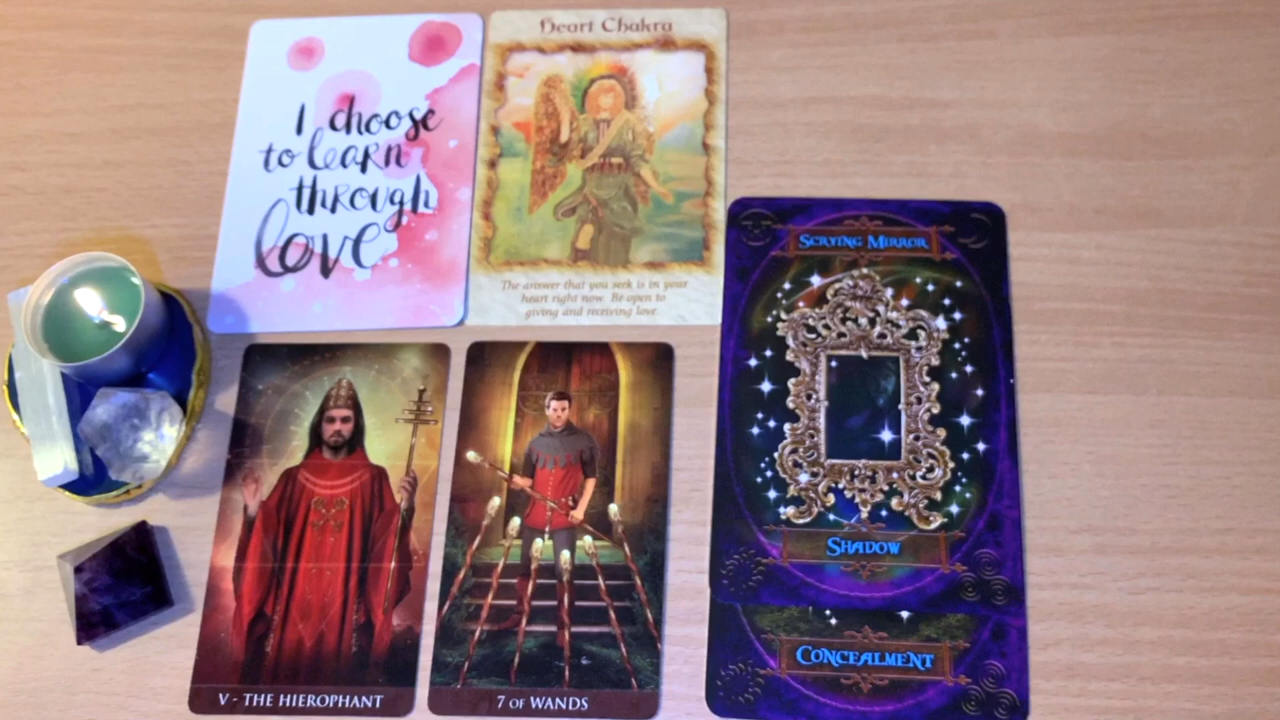 I choose
to learn
through
love
Heart Chakra
The answer that you seek is in your
heart right now. Be open to
giving and receiving love.
Scrying Mirror
Shadow
Concealment
V - THE HIEROPHANT
7 OF WANDS